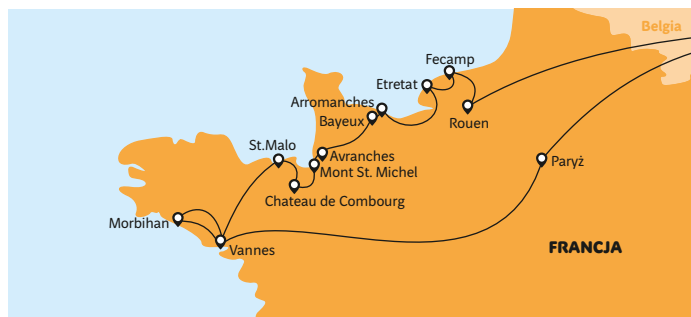 Belgia
Fecamp
Etretat
Arromanches
Bayeux
Rouen
St.Malo
Avranches
Paryż
Mont St. Michel
Chateau de Combourg
Morbihan
Vannes
FRANCJA